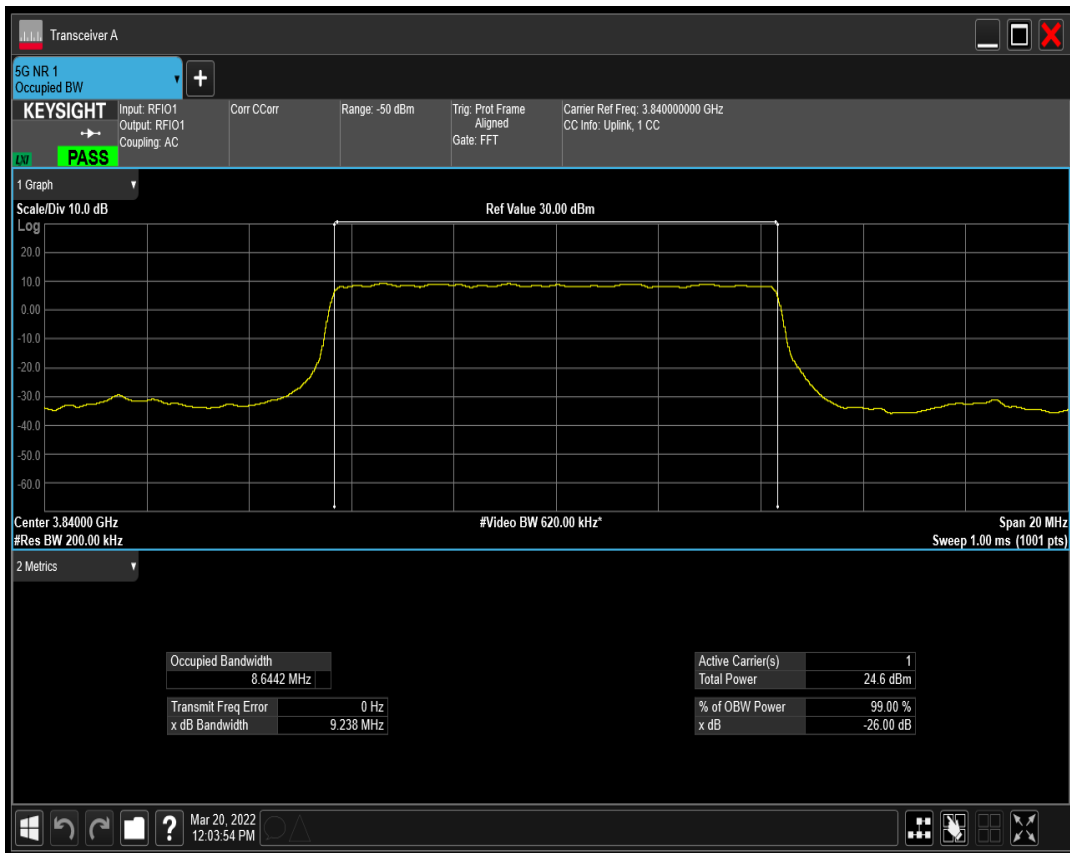 Transceiver A
5G NR 1
Occupied BW
KEYSIGHT
LXI
PASS
Input: RFIO1
Output: RFIO1
Coupling: AC
Corr CCorr
Range: -50 dBm
Trig: Prot Frame
Aligned
Gate: FFT
Carrier Ref Freq: 3.840000000 GHz
CC Info: Uplink, 1 CC
1 Graph
Scale/Div 10.0 dB
Ref Value 30.00 dBm
Log
20.0
10.0
0.00
-10.0
-20.0
-30.0
-40.0
-50.0
-60.0
Center 3.84000 GHz
#Video BW 620.00 kHz*
Span 20 MHz
#Res BW 200.00 kHz
Sweep 1.00 ms (1001 pts)
2 Metrics
Occupied Bandwidth
8.6442 MHz
Transmit Freq Error 0 Hz
x dB Bandwidth 9.238 MHz
Active Carrier(s) 1
Total Power 24.6 dBm
% of OBW Power 99.00 %
x dB -26.00 dB
?
Mar 20, 2022
12:03:54 PM